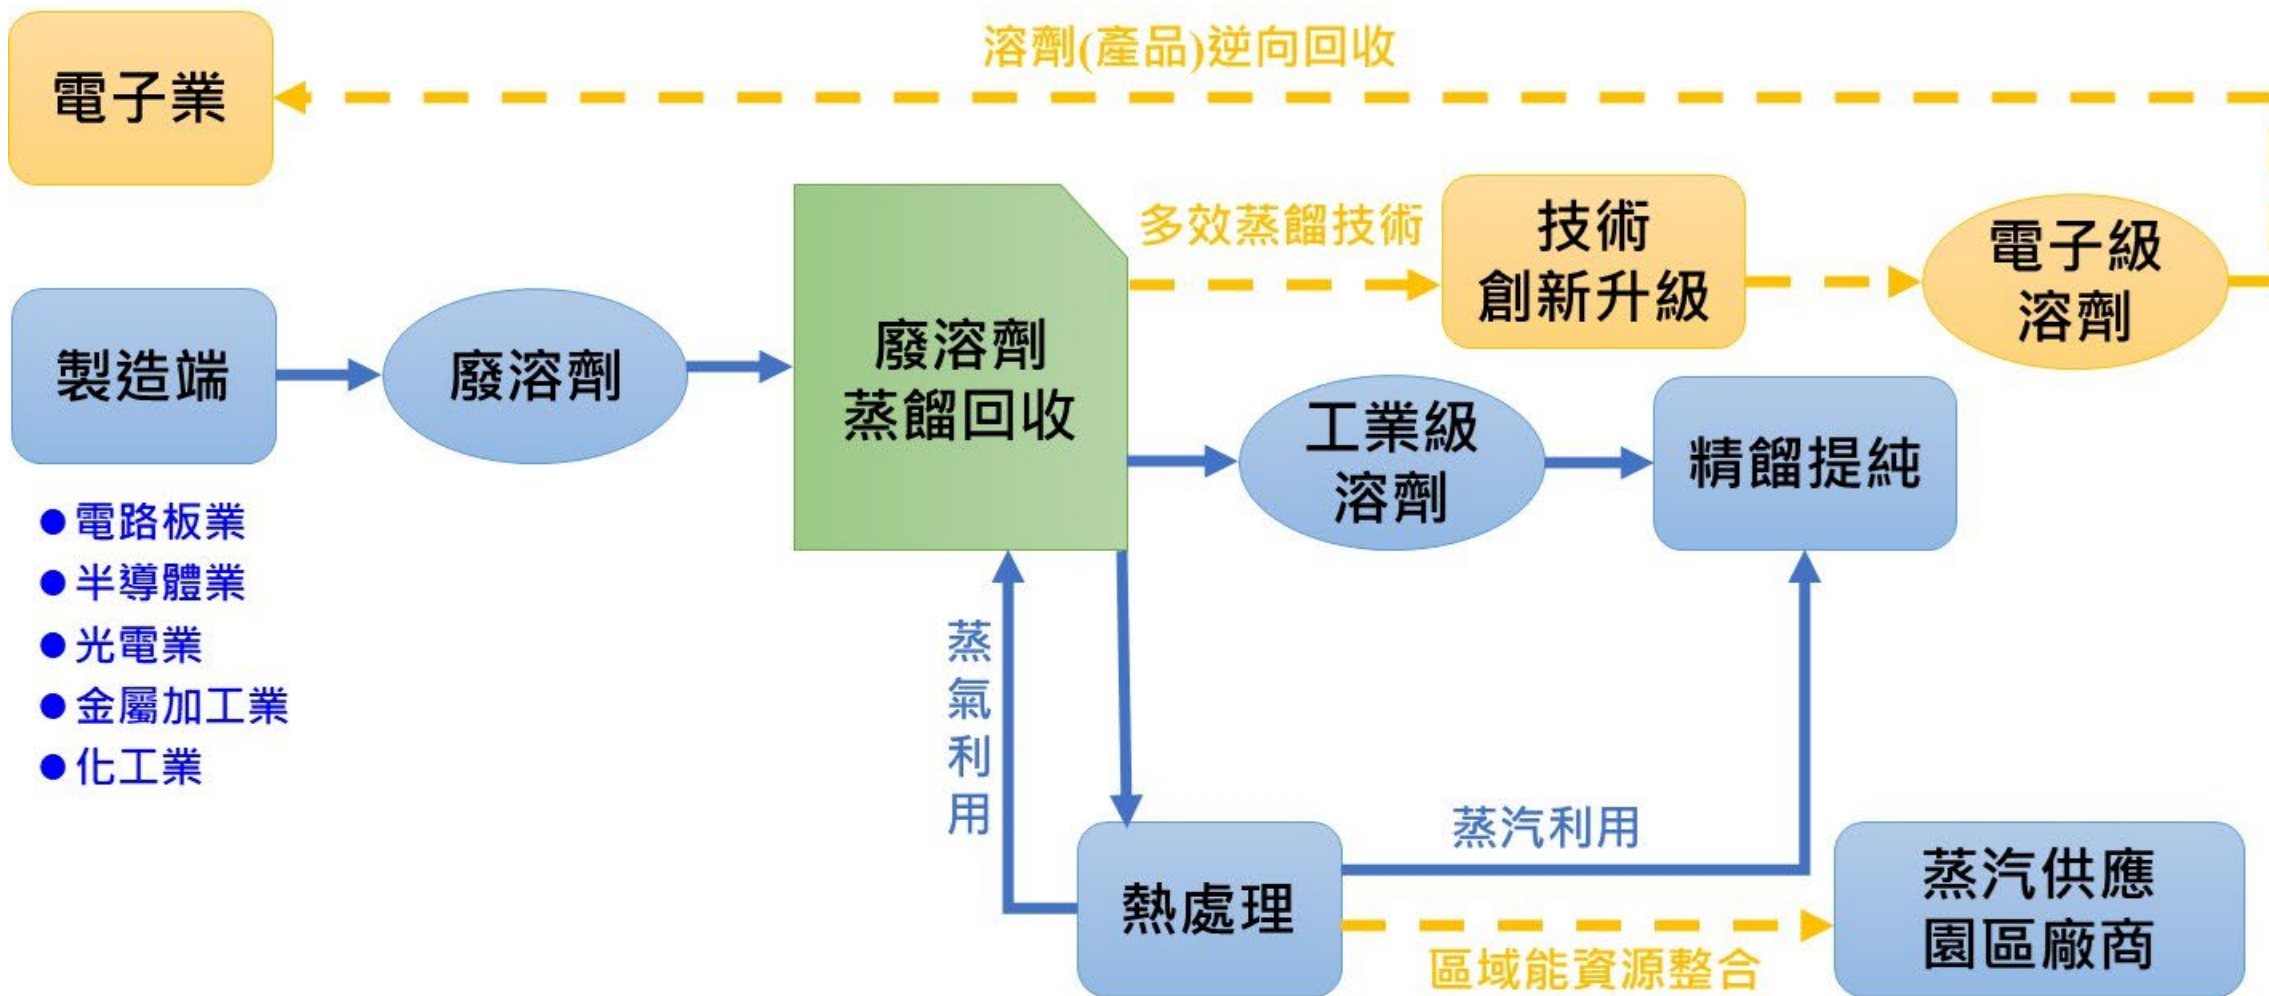 溶劑(產品)逆向回收
電子業
多效蒸餾技術
技術
創新升級
電子級
溶劑
製造端
廢溶劑
廢溶劑
蒸餾回收
工業級
溶劑
精餾提純
●電路板業
●半導體業
●光電業
●金屬加工業
●化工業
蒸氣利用
蒸汽利用
熱處理
蒸汽供應
園區廠商
區域能資源整合